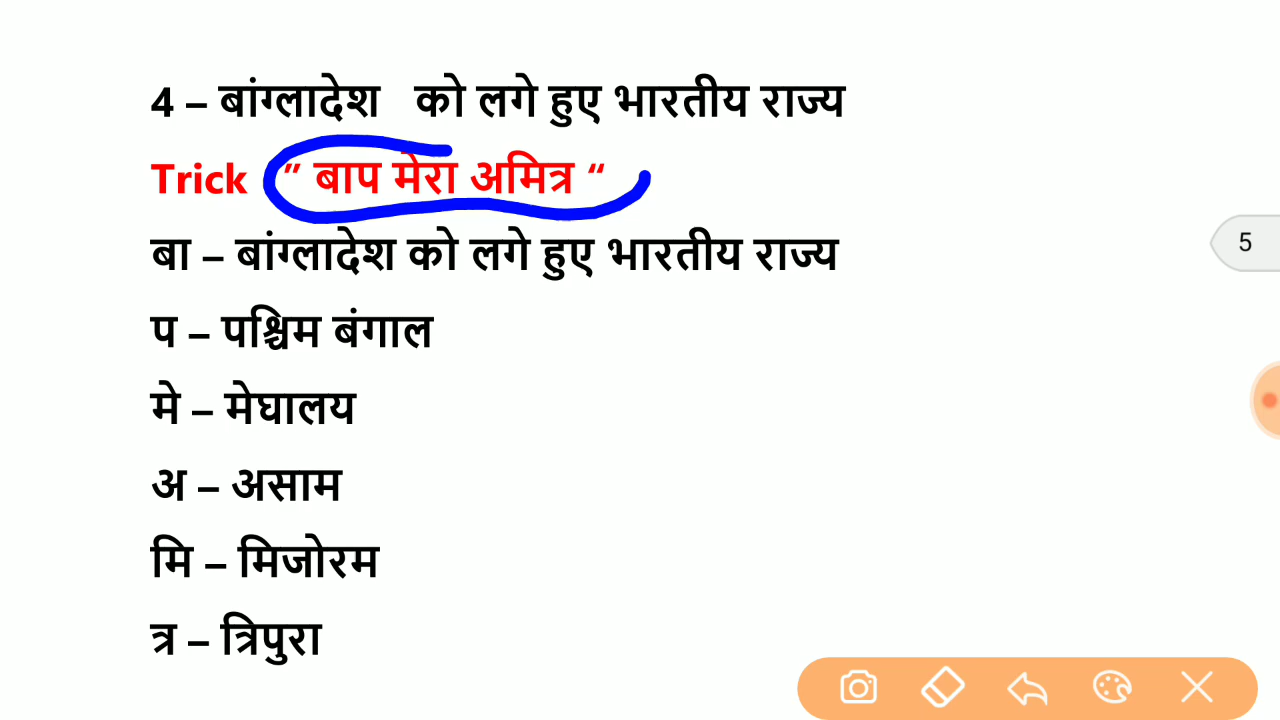 4 – बांग्लादेश को लगे हुए भारतीय राज्य
Trick ” बाप मेरा अमित्र “
बा – बांग्लादेश को लगे हुए भारतीय राज्य
5
प – पश्चिम बंगाल
मे – मेघालय
अ – असाम
मि – मिजोरम
त्र – त्रिपुरा